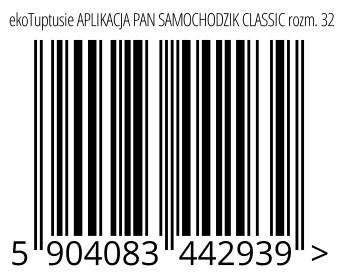 ekoTuptusie APLIKACJA PAN SAMOCHODZIK CLASSIC rozm. 32
5 904083 442939 >